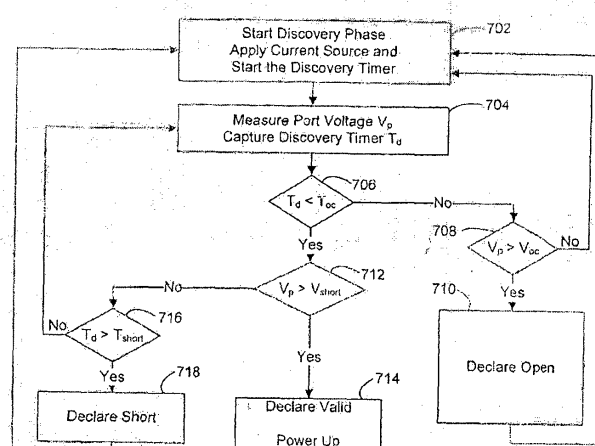 Start Discovery Phase
Apply Current Source and
Start the Discovery Timer
702
Measure Port Voltage Vp
Capture Discovery Timer Td
704
Td < Toc
706
No
Yes
708
Vp > Voc
No
Yes
712
Vp > Vshort
No
Yes
716
Td > Tshort
No
Yes
710
Declare Open
718
Declare Short
714
Declare Valid
Power Up